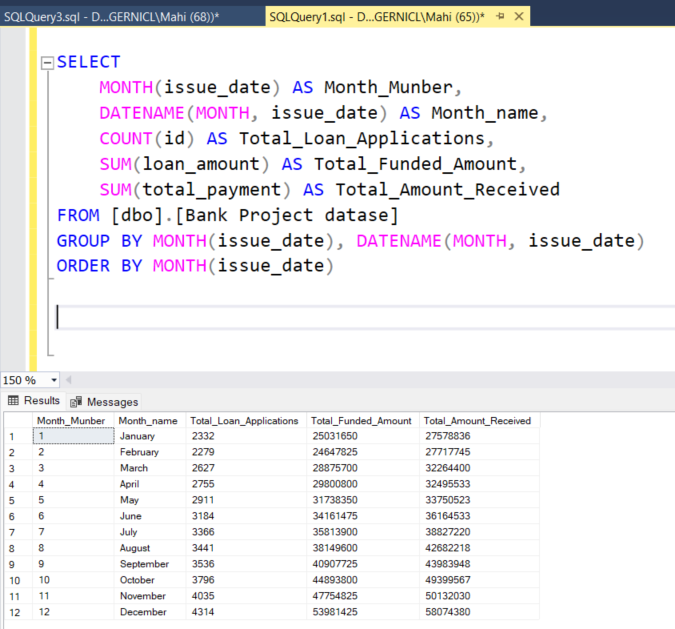 SQLQuery3.sql - D...GERNICL\Mahi (68))* SQLQuery1.sql - D...GERNICL\Mahi (65))*
SELECT
MONTH(issue_date) AS Month_Munber,
DATENAME(MONTH, issue_date) AS Month_name,
COUNT(id) AS Total_Loan_Applications,
SUM(loan_amount) AS Total_Funded_Amount,
SUM(total_payment) AS Total_Amount_Received
FROM [dbo].[Bank Project datase]
GROUP BY MONTH(issue_date), DATENAME(MONTH, issue_date)
ORDER BY MONTH(issue_date)
150 %
Results Messages
Month_Munber Month_name Total_Loan_Applications Total_Funded_Amount Total_Amount_Received
1 1 January 2332 25031650 27578836
2 2 February 2279 24647825 27717745
3 3 March 2627 28875700 32264400
4 4 April 2755 29800800 32495533
5 5 May 2911 31738350 33750523
6 6 June 3184 34161475 36164533
7 7 July 3366 35813900 38827220
8 8 August 3441 38149600 42682218
9 9 September 3536 40907725 43983948
10 10 October 3796 44893800 49399567
11 11 November 4035 47754825 50132030
12 12 December 4314 53981425 58074380